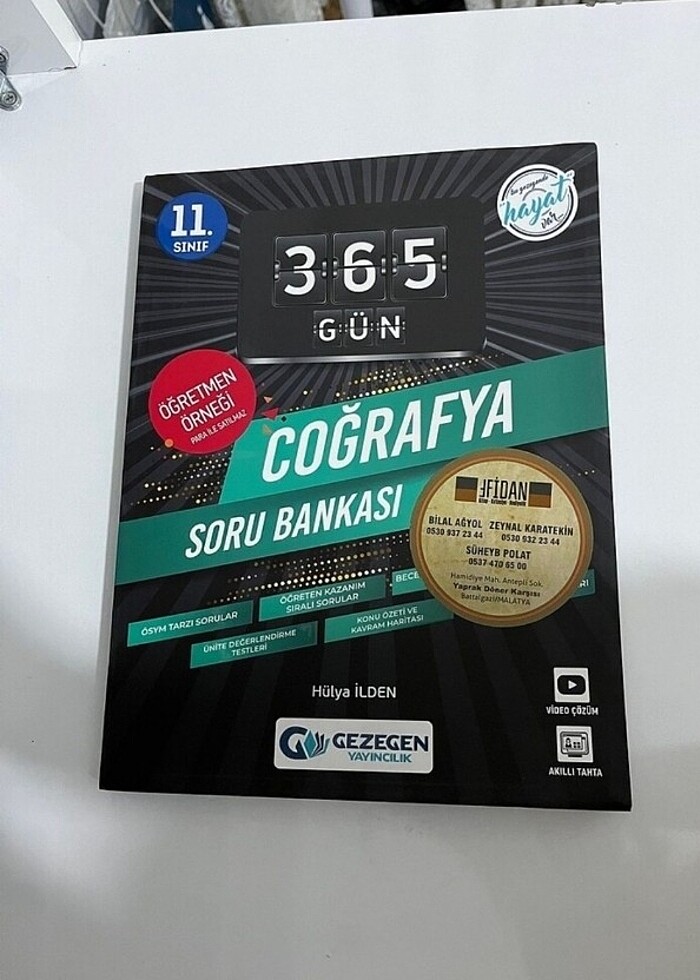 11.
SINIF
bu gezegende
hayat
var...
365
GÜN
ÖĞRETMEN
ÖRNEĞİ
PARA İLE SATILMAZ
COĞRAFYA
SORU BANKASI
FİDAN
BİLAL AĞYOL ZEYNAL KARATEKİN
0530 937 23 44 0530 932 23 44
SÜHEYB POLAT
0537 470 65 00
Hamidiye Mah. Antepli Sok.
Yaprak Döner Karşısı
Battalgazi/MALATYA
ÖSYM TARZI SORULAR
ÖĞRETEN KAZANIM
SIRALI SORULAR
BECE
ÜNİTE DEĞERLENDİRME
TESTLERİ
KONU ÖZETİ VE
KAVRAM HARİTASI
Hülya İLDEN
GEZEGEN
YAYINCILIK
VİDEO ÇÖZÜM
AKILLI TAHTA